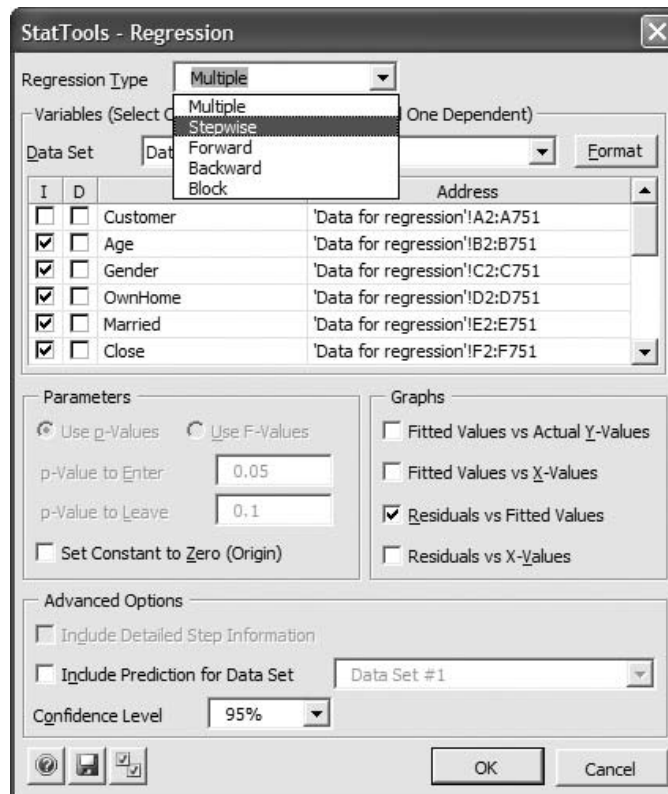 StatTools - Regression
Regression Type Multiple
Multiple
Variables (Select One Dependent)
Stepwise
Forward
Data Set Dat Format
Backward
Block
I D Address
Customer 'Data for regression'!A2:A751
Age 'Data for regression'!B2:B751
Gender 'Data for regression'!C2:C751
OwnHome 'Data for regression'!D2:D751
Married 'Data for regression'!E2:E751
Close 'Data for regression'!F2:F751
Parameters
Use p-Values Use F-Values
p-Value to Enter 0.05
p-Value to Leave 0.1
Set Constant to Zero (Origin)
Graphs
Fitted Values vs Actual Y-Values
Fitted Values vs X-Values
Residuals vs Fitted Values
Residuals vs X-Values
Advanced Options
Include Detailed Step Information
Include Prediction for Data Set Data Set #1
Confidence Level 95%
OK Cancel